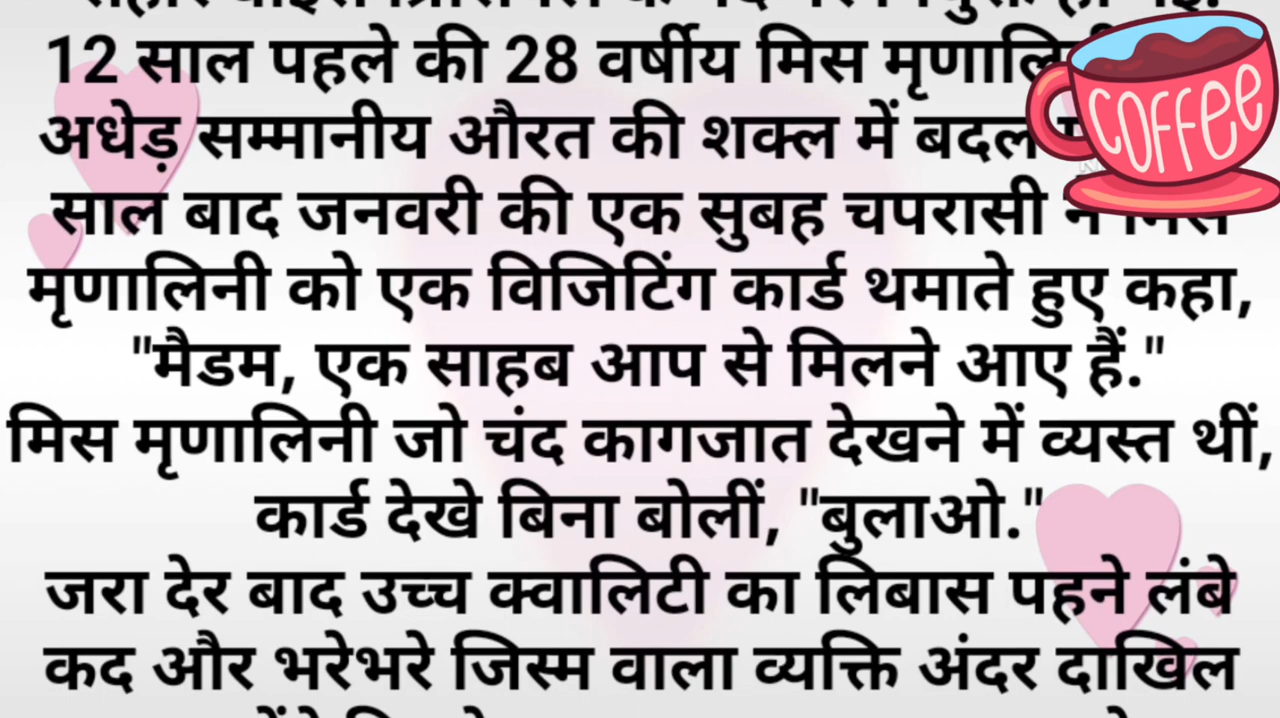 12 साल पहले की 28 वर्षीय मिस
अधेड़ सम्मानीय औरत की शक्ल में बदल
COFFEE
साल बाद जनवरी की एक सुबह चपरासी ने मिस
मृणालिनी को एक विजिटिंग कार्ड थमाते हुए कहा,
"मैडम, एक साहब आप से मिलने आए हैं."
मिस मृणालिनी जो चंद कागजात देखने में व्यस्त थीं,
कार्ड देखे बिना बोलीं, "बुलाओ."
जरा देर बाद उच्च क्वालिटी का लिबास पहने लंबे
कद और भरेभरे जिस्म वाला व्यक्ति अंदर दाखिल